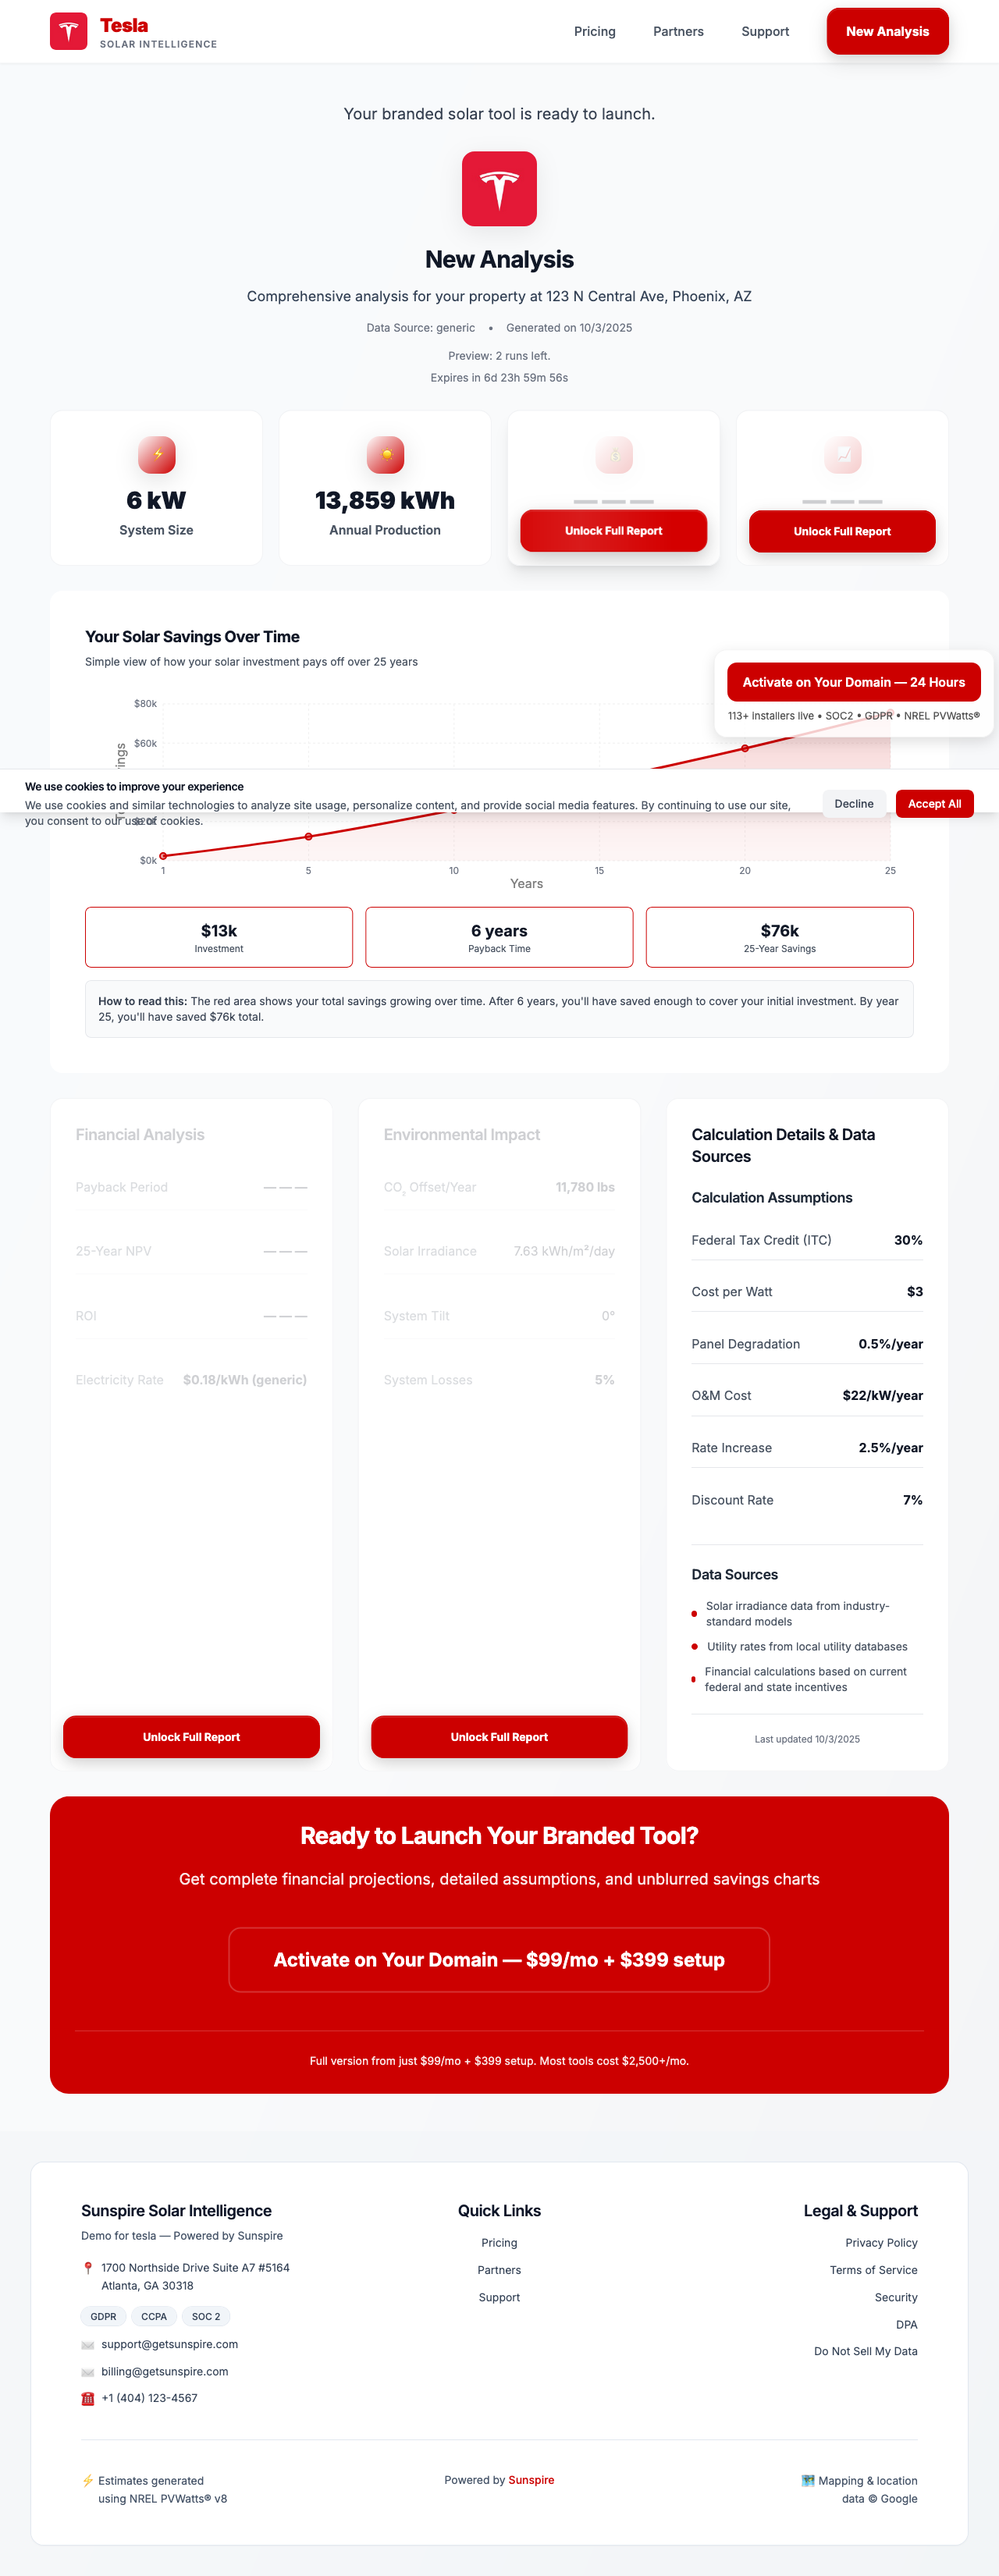 Tesla
SOLAR INTELLIGENCE
Pricing
Partners
Support
New Analysis
Your branded solar tool is ready to launch.
New Analysis
Comprehensive analysis for your property at 123 N Central Ave, Phoenix, AZ
Data Source: generic • Generated on 10/3/2025
Preview: 2 runs left.
Expires in 6d 23h 59m 56s
6 kW
System Size
13,859 kWh
Annual Production
— — —
Unlock Full Report
— — —
Unlock Full Report
Your Solar Savings Over Time
Simple view of how your solar investment pays off over 25 years
Activate on Your Domain — 24 Hours
113+ Installers live • SOC2 • GDPR • NREL PVWatts®
$80k
$60k
We use cookies to improve your experience
We use cookies and similar technologies to analyze site usage, personalize content, and provide social media features. By continuing to use our site,
you consent to our use of cookies.
Decline
Accept All
$0k
1
5
10
15
20
25
Years
$13k
Investment
6 years
Payback Time
$76k
25-Year Savings
How to read this: The red area shows your total savings growing over time. After 6 years, you'll have saved enough to cover your initial investment. By year
25, you'll have saved $76k total.
Financial Analysis
Payback Period — — —
25-Year NPV — — —
ROI — — —
Electricity Rate $0.18/kWh (generic)
Unlock Full Report
Environmental Impact
CO₂ Offset/Year 11,780 lbs
Solar Irradiance 7.63 kWh/m²/day
System Tilt 0°
System Losses 5%
Unlock Full Report
Calculation Details & Data
Sources
Calculation Assumptions
Federal Tax Credit (ITC) 30%
Cost per Watt $3
Panel Degradation 0.5%/year
O&M Cost $22/kW/year
Rate Increase 2.5%/year
Discount Rate 7%
Data Sources
Solar irradiance data from industry-
standard models
Utility rates from local utility databases
Financial calculations based on current
federal and state incentives
Last updated 10/3/2025
Ready to Launch Your Branded Tool?
Get complete financial projections, detailed assumptions, and unblurred savings charts
Activate on Your Domain — $99/mo + $399 setup
Full version from just $99/mo + $399 setup. Most tools cost $2,500+/mo.
Sunspire Solar Intelligence
Demo for tesla — Powered by Sunspire
1700 Northside Drive Suite A7 #5164
Atlanta, GA 30318
GDPR
CCPA
SOC 2
support@getsunspire.com
billing@getsunspire.com
+1 (404) 123-4567
Quick Links
Pricing
Partners
Support
Legal & Support
Privacy Policy
Terms of Service
Security
DPA
Do Not Sell My Data
Estimates generated
using NREL PVWatts® v8
Powered by Sunspire
Mapping & location
data © Google